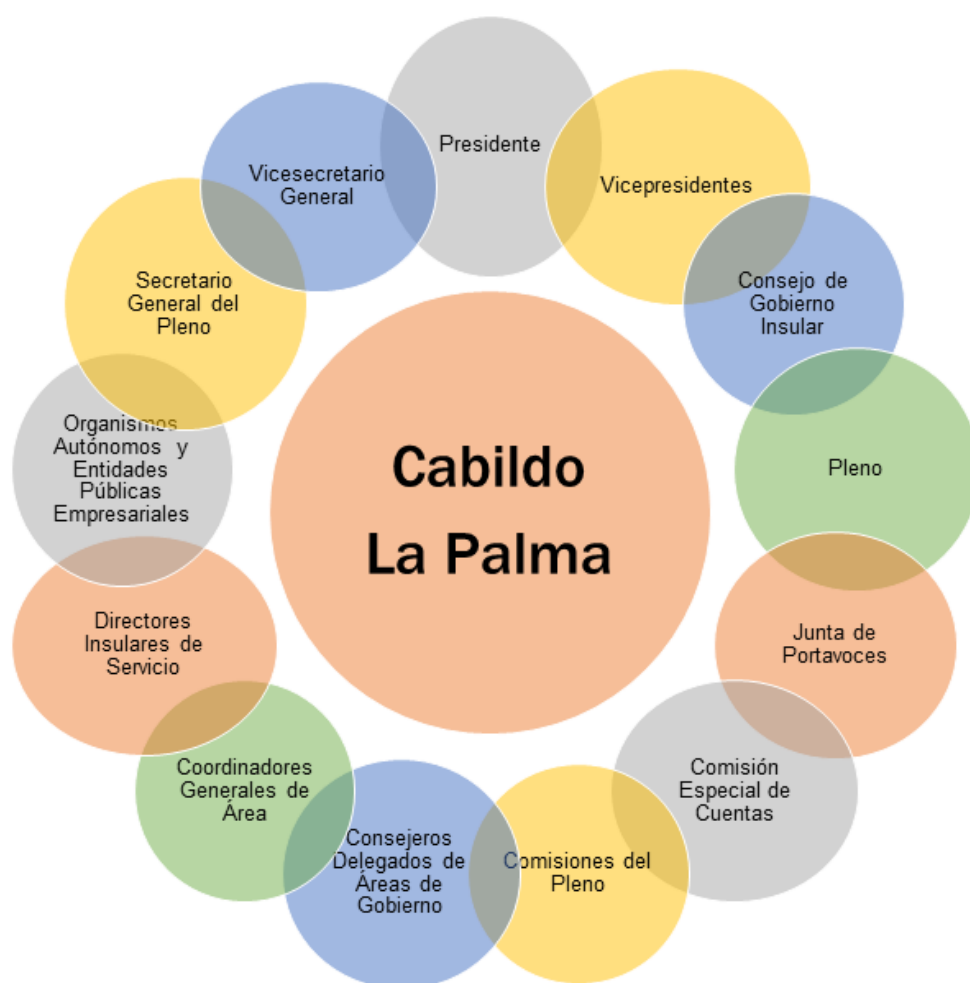 Presidente
Vicepresidentes
Consejo de
Gobierno
Insular
Pleno
Junta de
Portavoces
Comisión
Especial de
Cuentas
Comisiones del
Pleno
Consejeros
Delegados de
Áreas de
Gobierno
Coordinadores
Generales de
Área
Directores
Insulares de
Servicio
Organismos
Autónomos y
Entidades
Públicas
Empresariales
Secretario
General del
Pleno
Vicesecretario
General
Cabildo
La Palma